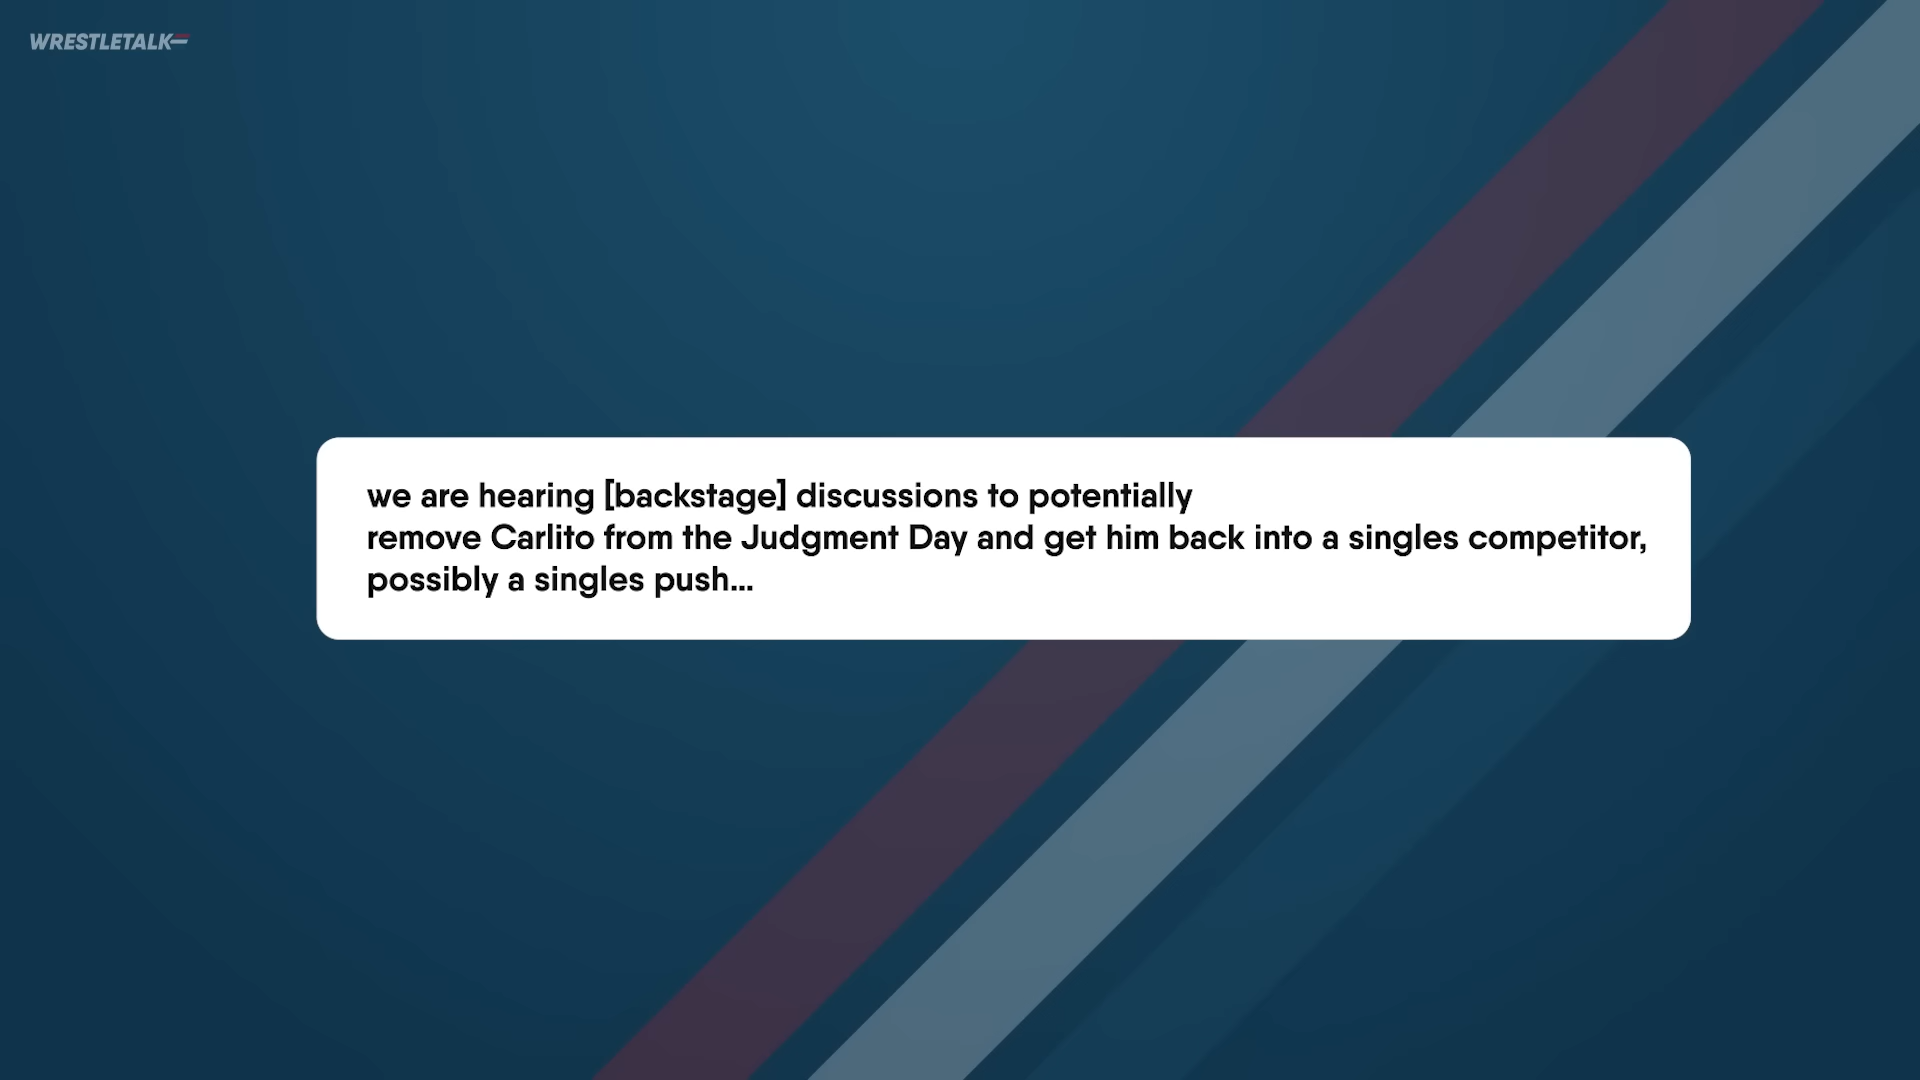 WRESTLETALK
we are hearing [backstage] discussions to potentially
remove Carlito from the Judgment Day and get him back into a singles competitor,
possibly a singles push...